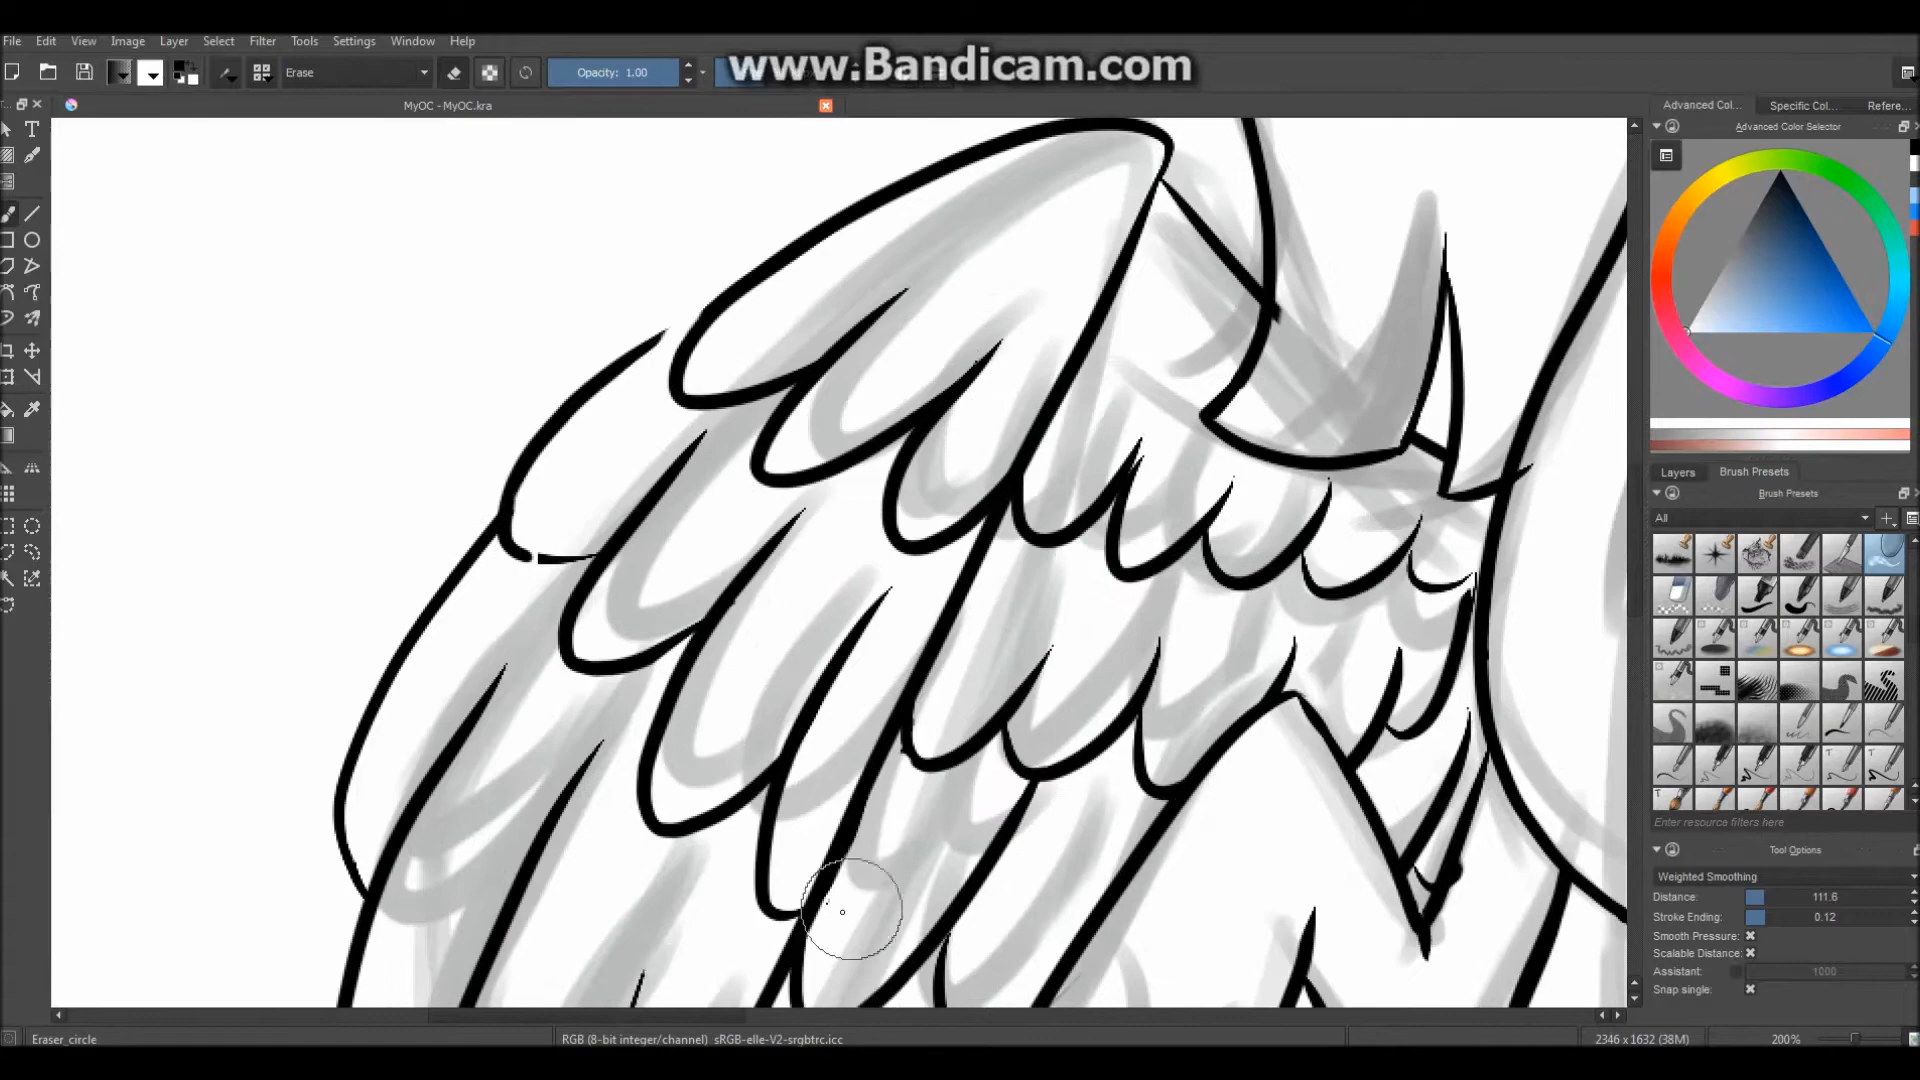 www.Bandicam.com
File Edit View Image Layer Select Filter Tools Settings Window Help
Erase
Opacity: 1.00
MyOC - MyOC.kra
Advanced Col... Specific Col... Refere...
Advanced Color Selector
Layers Brush Presets
Brush Presets
All
Enter resource filters here
Tool Options
Weighted Smoothing
Distance: 111.6
Stroke Ending: 0.12
Smooth Pressure:
Scalable Distance:
Assistant: 1000
Snap single:
Eraser_circle
RGB (8-bit integer/channel) sRGB-elle-V2-srgbtrc.icc
2346 x 1632 (38M)
200%